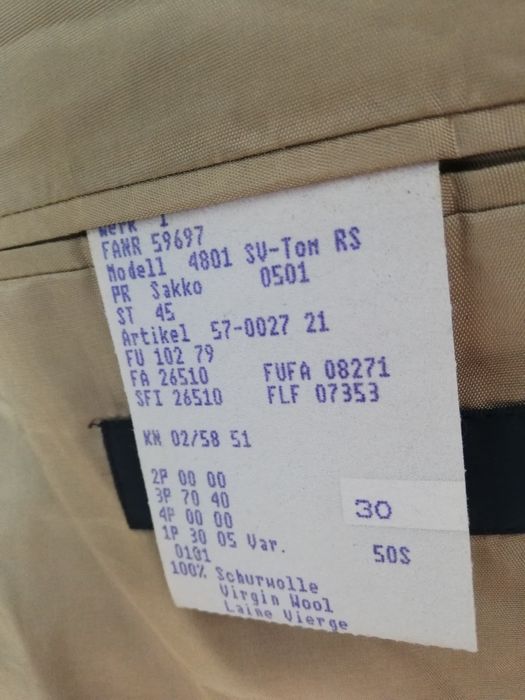 Werk 1
FANR 59697
Modell 4801 SV-Tom RS
PR Sakko 0501
ST 45
Artikel 57-0027 21
FU 102 79
FA 26510 FUFA 08271
SFI 26510 FLF 07353
KN 02/58 51
2P 00 00
3P 70 40
4P 00 00
30
1P 30 05 Var.
50S
0101
100% Schurwolle
Virgin Wool
Laine Vierge